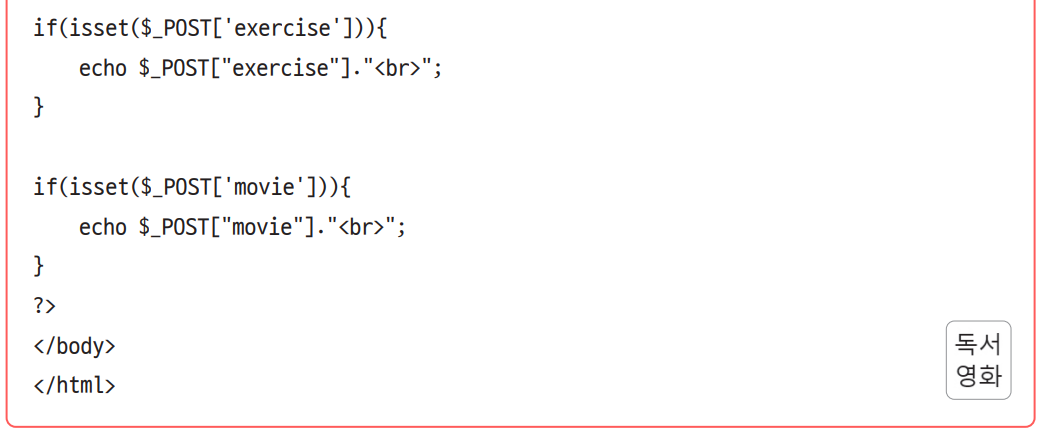 if(isset($_POST['exercise'])){
    echo $_POST["exercise"]."<br>";
}
if(isset($_POST['movie'])){
    echo $_POST["movie"]."<br>";
}
?>
</body>
</html>
독서
영화